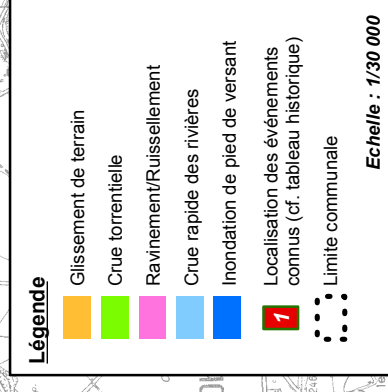 Légende
Glissement de terrain
Crue torrentielle
Ravinement/Ruissellement
Crue rapide des rivières
Inondation de pied de versant
1
Localisation des événements
connus (cf. tableau historique)
Limite communale
Echelle : 1/30 000